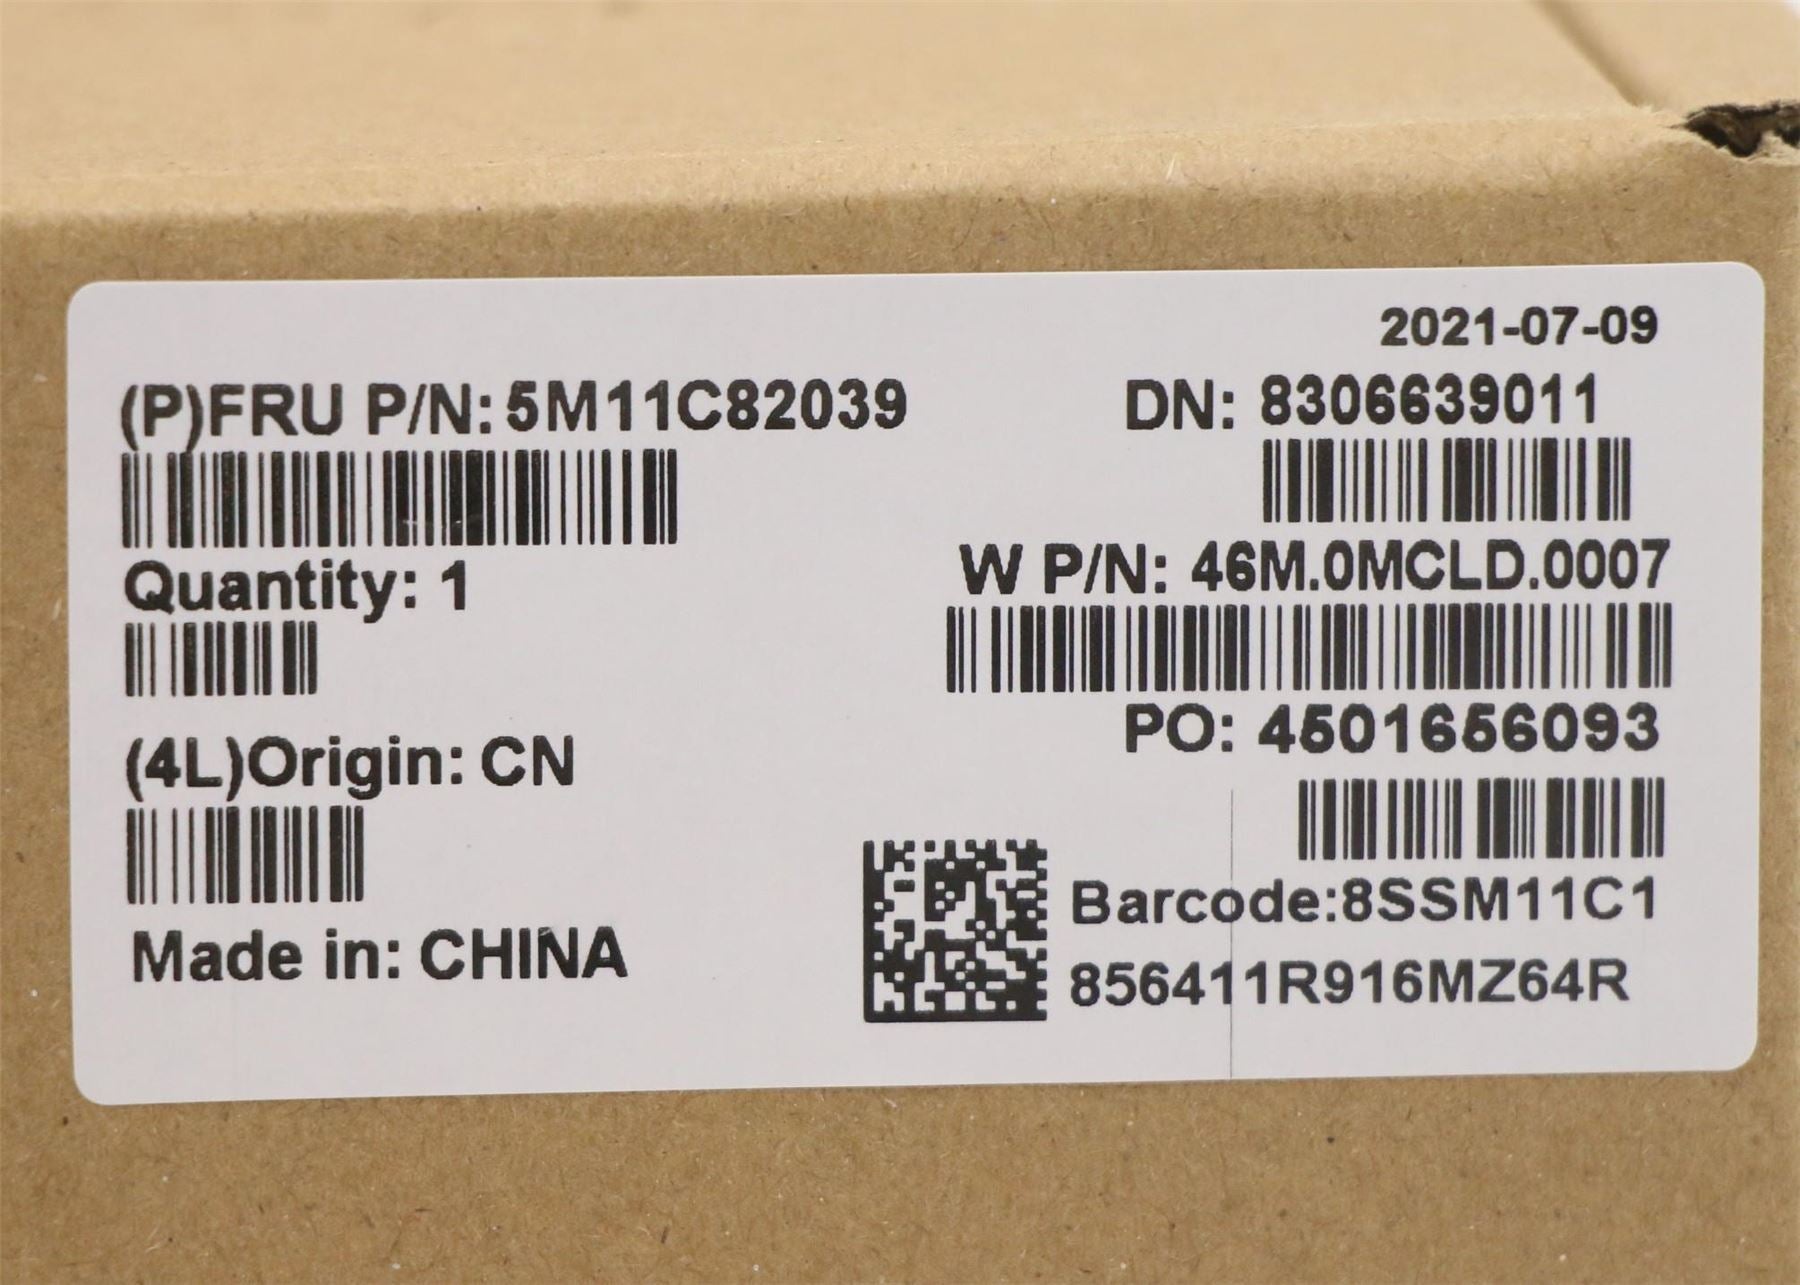 2021-07-09
(P)FRU P/N: 5M11C82039
DN: 8306639011
Quantity: 1
W P/N: 46M.0MCLD.0007
PO: 4501656093
(4L)Origin: CN
Barcode:8SSM11C1
856411R916MZ64R
Made in: CHINA